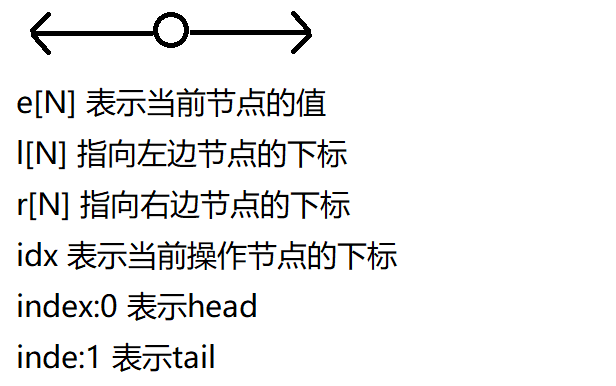 e[N] 表示当前节点的值
l[N] 指向左边节点的下标
r[N] 指向右边节点的下标
idx 表示当前操作节点的下标
index:0 表示head
inde:1 表示tail